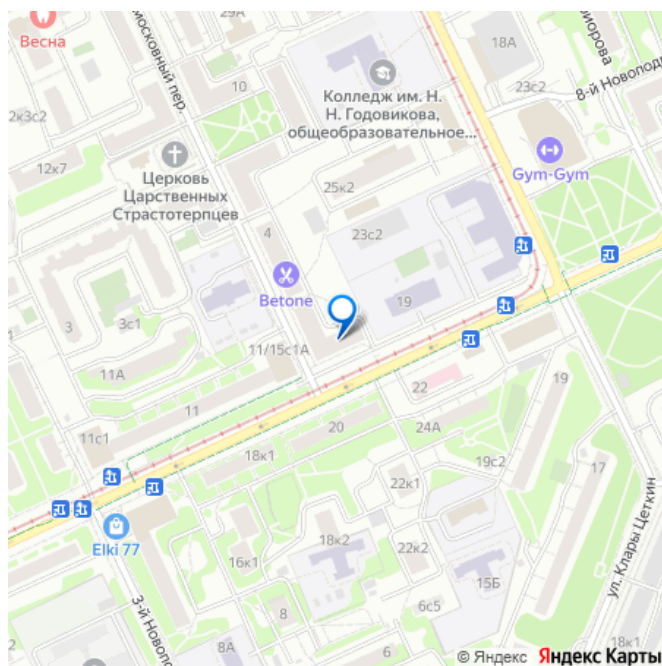 29А
Весна
московный пер.
18А
8-й Новоподм
23с2
10
Колледж им. Н.
Н. Годовикова,
общеобразовательное...
2к3с2
12к7
Церковь
Царственных
Страстотерпцев
Gym-Gym
25к2
4
23с2
Betone
19
3
3с1
11/15с1А
11А
22
19
11
20
24А
11с1
18к1
19с2
17
22к1
ул. Клары Цеткин
Elki 77
18к2
22к2
16к1
15Б
3-й Новопо
8
6с5
8А
18к1
© Яндекс Яндекс Карты